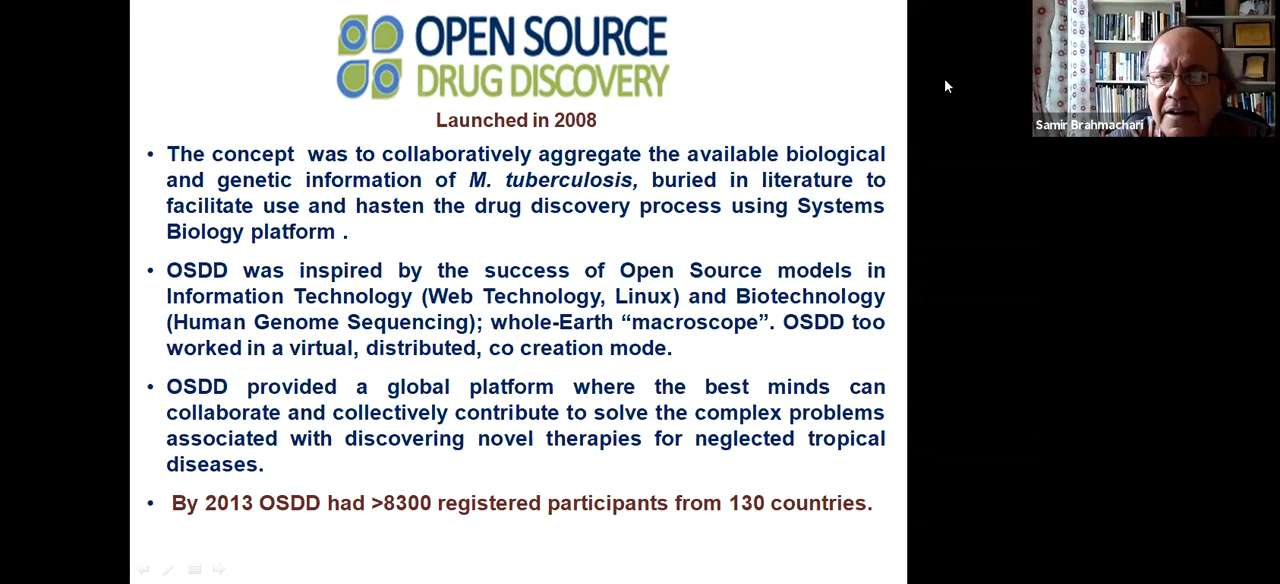 OPEN SOURCE
DRUG DISCOVERY
Launched in 2008
• The concept was to collaboratively aggregate the available biological
and genetic information of M. tuberculosis, buried in literature to
facilitate use and hasten the drug discovery process using Systems
Biology platform .
• OSDD was inspired by the success of Open Source models in
Information Technology (Web Technology, Linux) and Biotechnology
(Human Genome Sequencing); whole-Earth “macroscope”. OSDD too
worked in a virtual, distributed, co creation mode.
• OSDD provided a global platform where the best minds can
collaborate and collectively contribute to solve the complex problems
associated with discovering novel therapies for neglected tropical
diseases.
• By 2013 OSDD had >8300 registered participants from 130 countries.
Samir Brahmachari